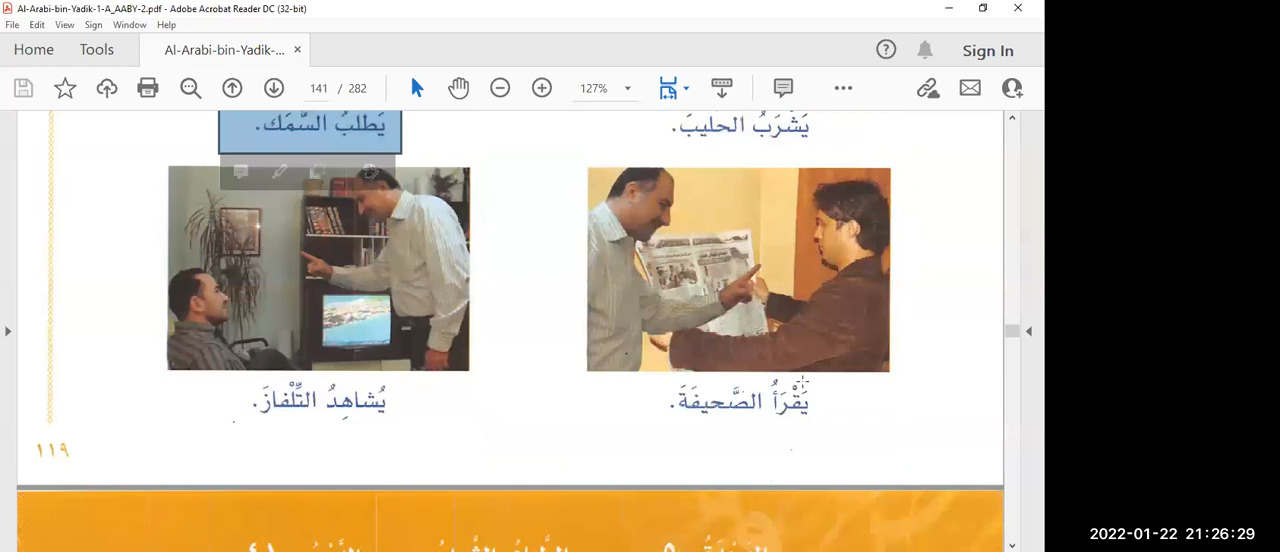 Al-Arabi-bin-Yadik-1-A_AABY-2.pdf - Adobe Acrobat Reader DC (32-bit)
File Edit View Sign Window Help
Home Tools Al-Arabi-bin-Yadik-... × Sign In
141 / 282 127%
يَشْرَبُ الحليبَ.
يَطلبُ السَّمَك.
يَقْرَأُ الصَّحيفَةَ.
يُشاهِدُ التِّلْفازَ.
١١٩
2022-01-22 21:26:29